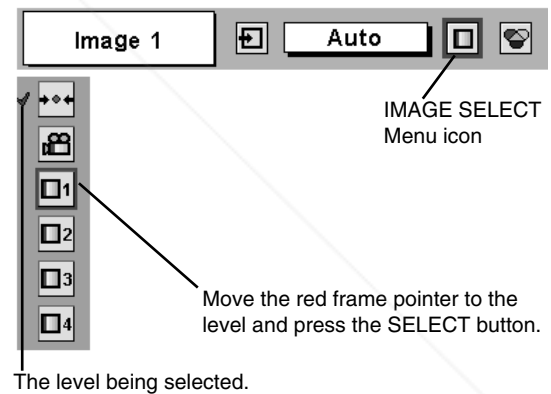 Image 1
Auto
IMAGE SELECT
Menu icon
1
2
3
4
Move the red frame pointer to the
level and press the SELECT button.
The level being selected.